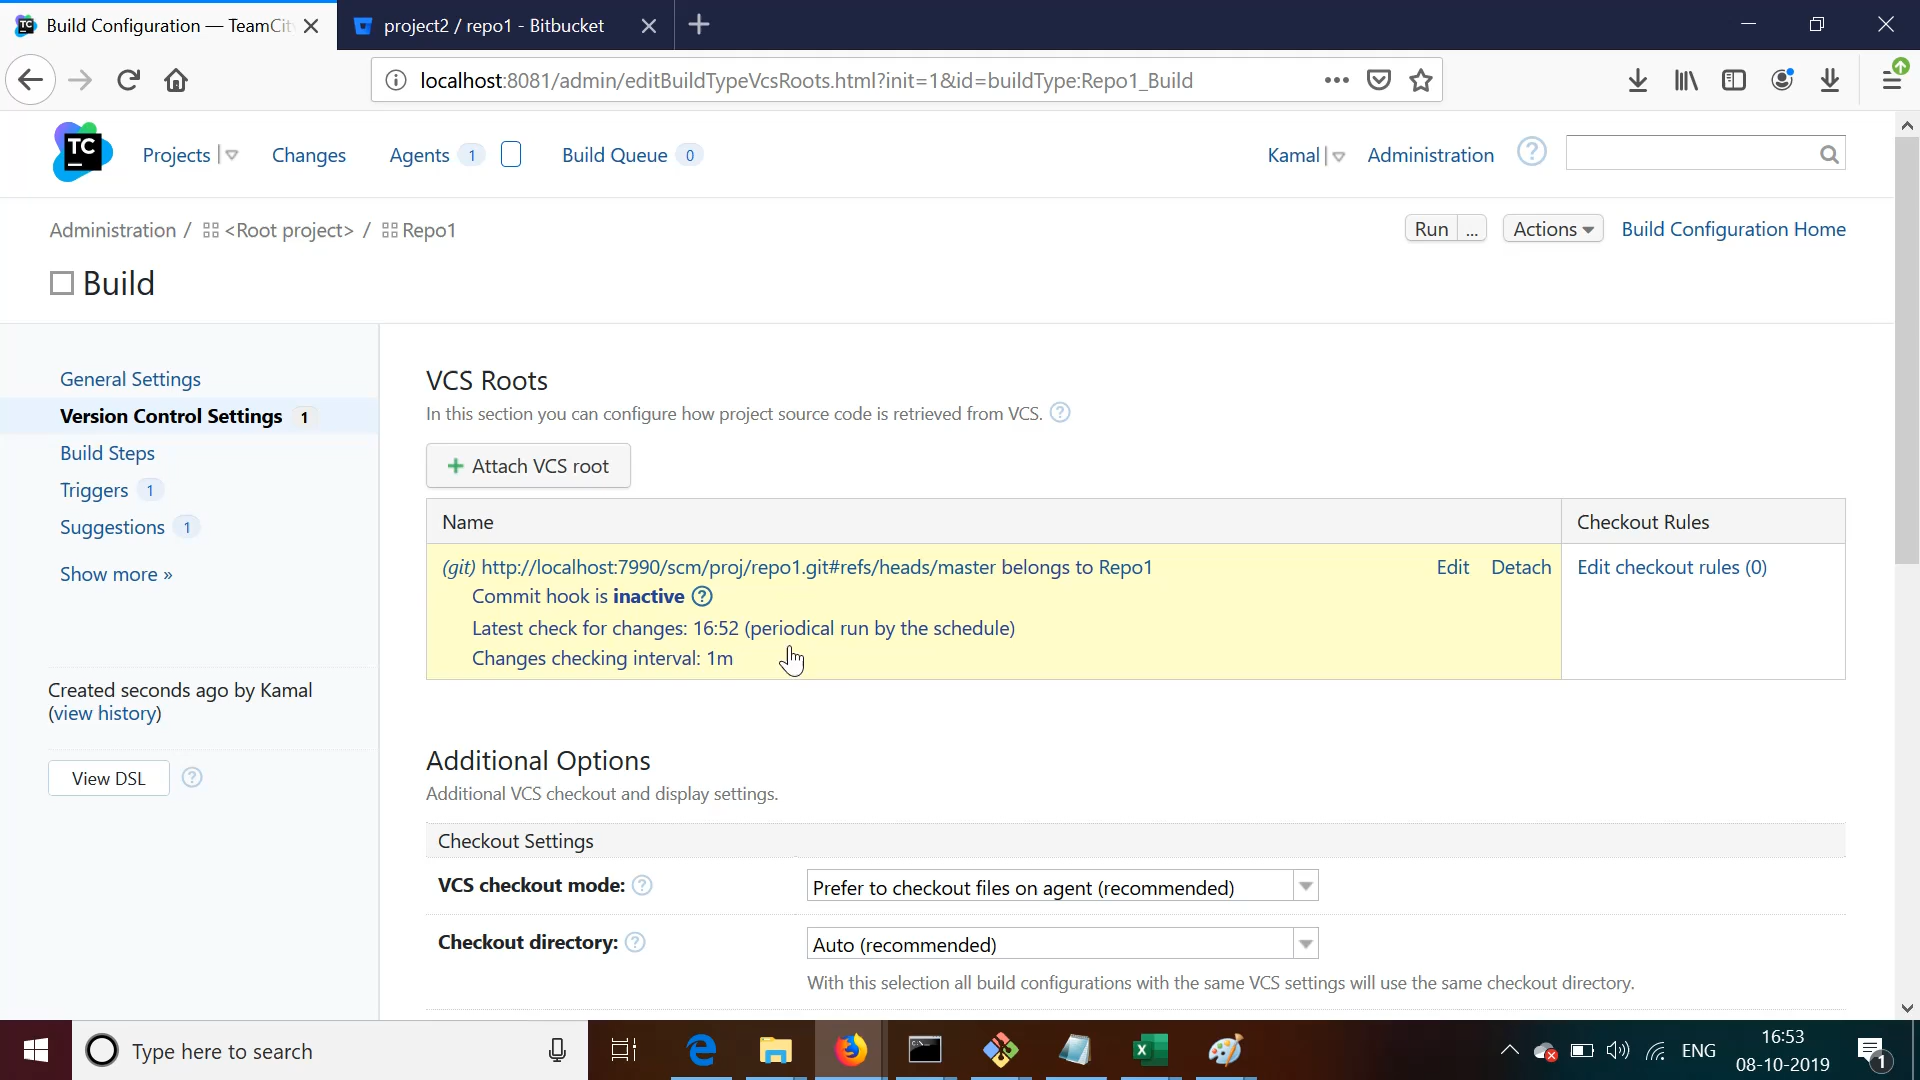 Build Configuration — TeamCit
project2 / repo1 - Bitbucket
localhost:8081/admin/editBuildTypeVcsRoots.html?init=1&id=buildType:Repo1_Build
TC
Projects
Changes
Agents 1
Build Queue 0
Kamal
Administration
Administration / <Root project> / Repo1
Run ...
Actions
Build Configuration Home
Build
General Settings
Version Control Settings 1
Build Steps
Triggers 1
Suggestions 1
Show more »
Created seconds ago by Kamal
(view history)
View DSL
VCS Roots
In this section you can configure how project source code is retrieved from VCS.
+ Attach VCS root
Name
Checkout Rules
(git) http://localhost:7990/scm/proj/repo1.git#refs/heads/master belongs to Repo1
Edit
Detach
Edit checkout rules (0)
Commit hook is inactive
Latest check for changes: 16:52 (periodical run by the schedule)
Changes checking interval: 1m
Additional Options
Additional VCS checkout and display settings.
Checkout Settings
VCS checkout mode:
Prefer to checkout files on agent (recommended)
Checkout directory:
Auto (recommended)
With this selection all build configurations with the same VCS settings will use the same checkout directory.
Type here to search
ENG
16:53
08-10-2019
1